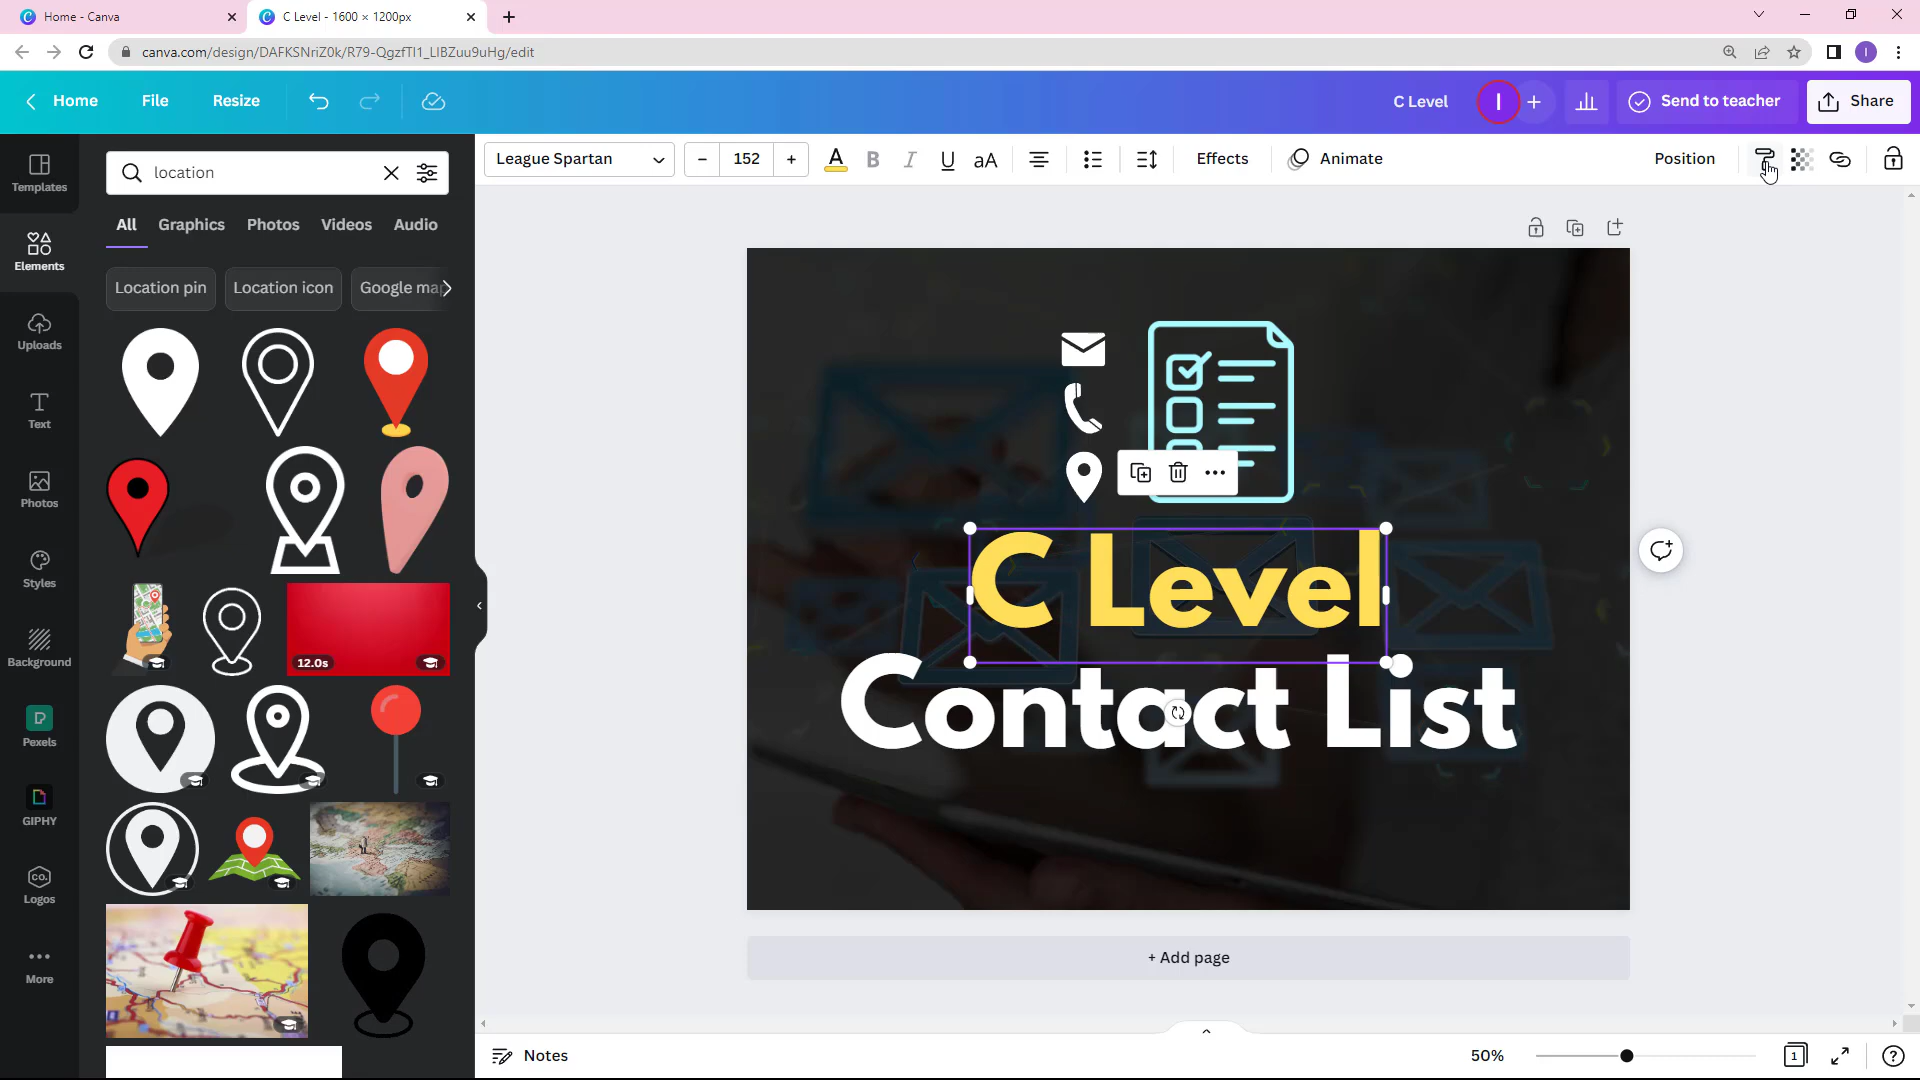 Home - Canva
C Level - 1600 × 1200px
canva.com/design/DAFKSNriZ0k/R79-QgzfTl1_LIBZuu9uHg/edit
I
Home
File
Resize
C Level
I
Send to teacher
Share
League Spartan
152
A
B
I
U
aA
Effects
Animate
Position
Templates
Elements
Uploads
Text
Photos
Styles
Background
Pexels
GIPHY
Logos
More
location
All
Graphics
Photos
Videos
Audio
Location pin
Location icon
Google map
12.0s
C Level
Contact List
+ Add page
Notes
50%
1